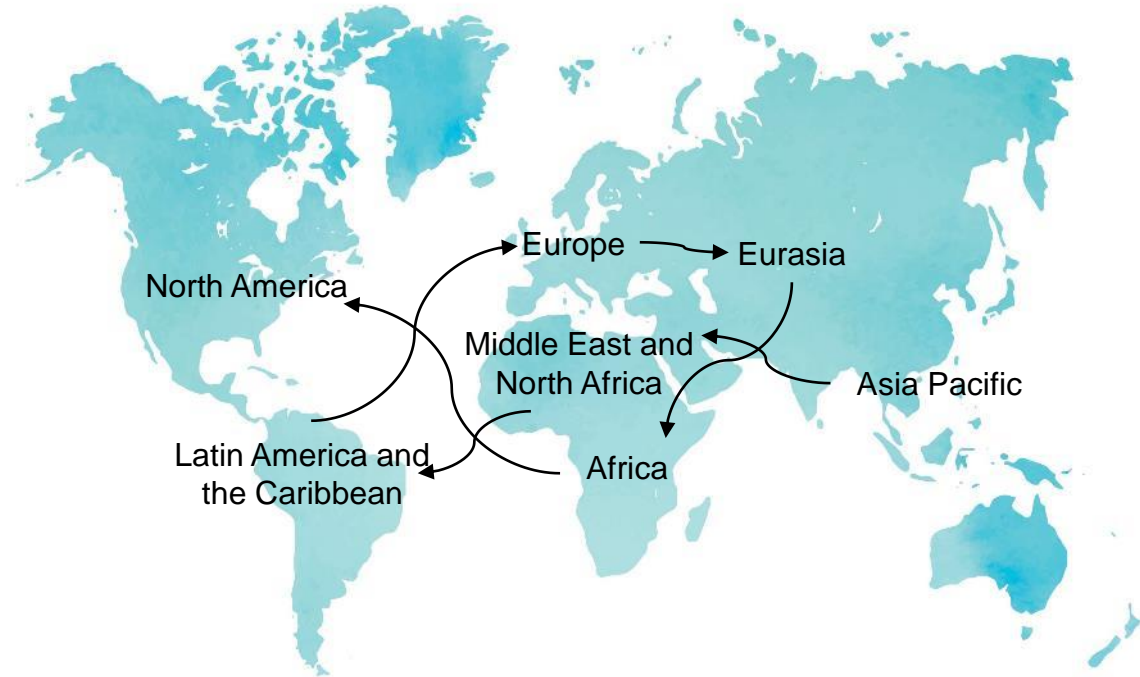 Europe
Eurasia
North America
Middle East and
North Africa
Asia Pacific
Latin America and
the Caribbean
Africa